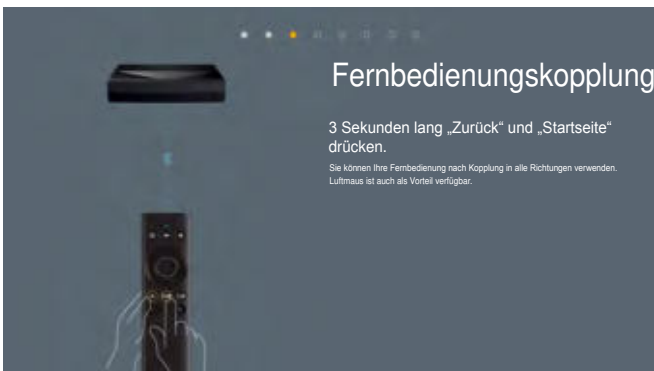 Fernbedienungskopplung
3 Sekunden lang „Zurück“ und „Startseite“
drücken.
Sie können Ihre Fernbedienung nach Kopplung in alle Richtungen verwenden.
Luftmaus ist auch als Vorteil verfügbar.